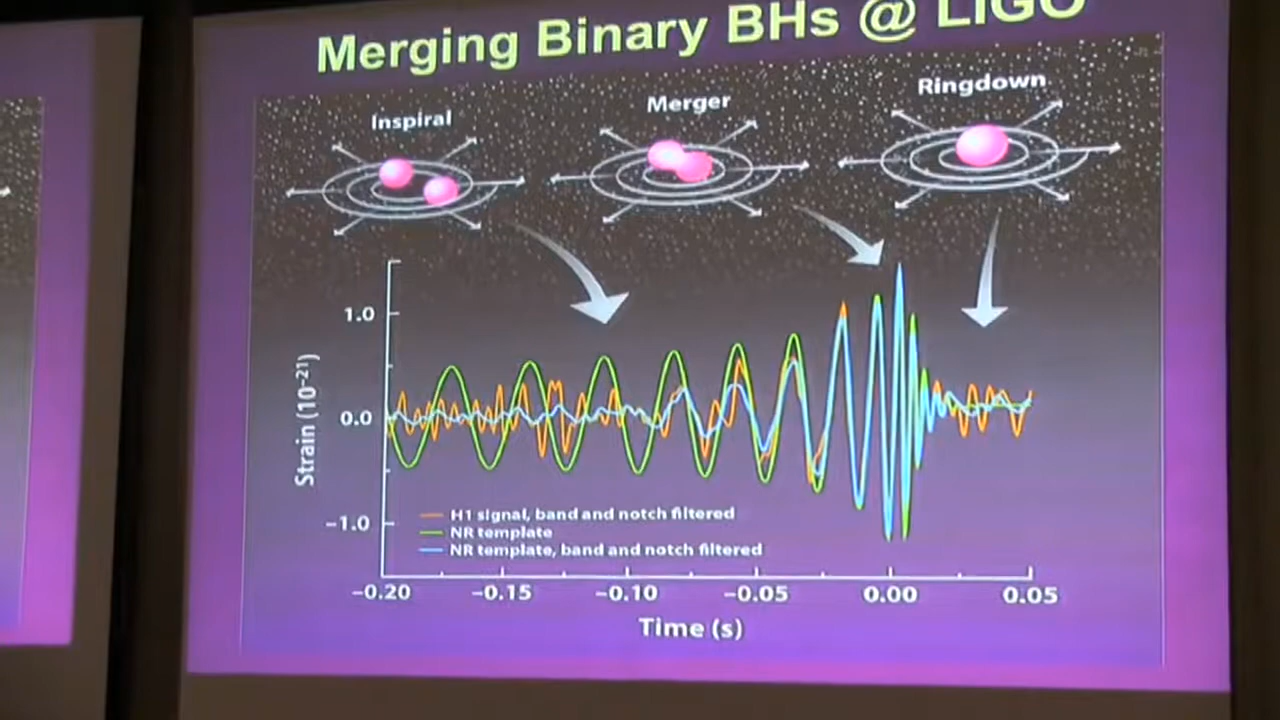 Merging Binary BHs @ LIGO
Inspiral
Merger
Ringdown
1.0
0.0
−1.0
Strain (10⁻²¹)
H1 signal, band and notch filtered
NR template
NR template, band and notch filtered
−0.20 −0.15 −0.10 −0.05 0.00 0.05
Time (s)